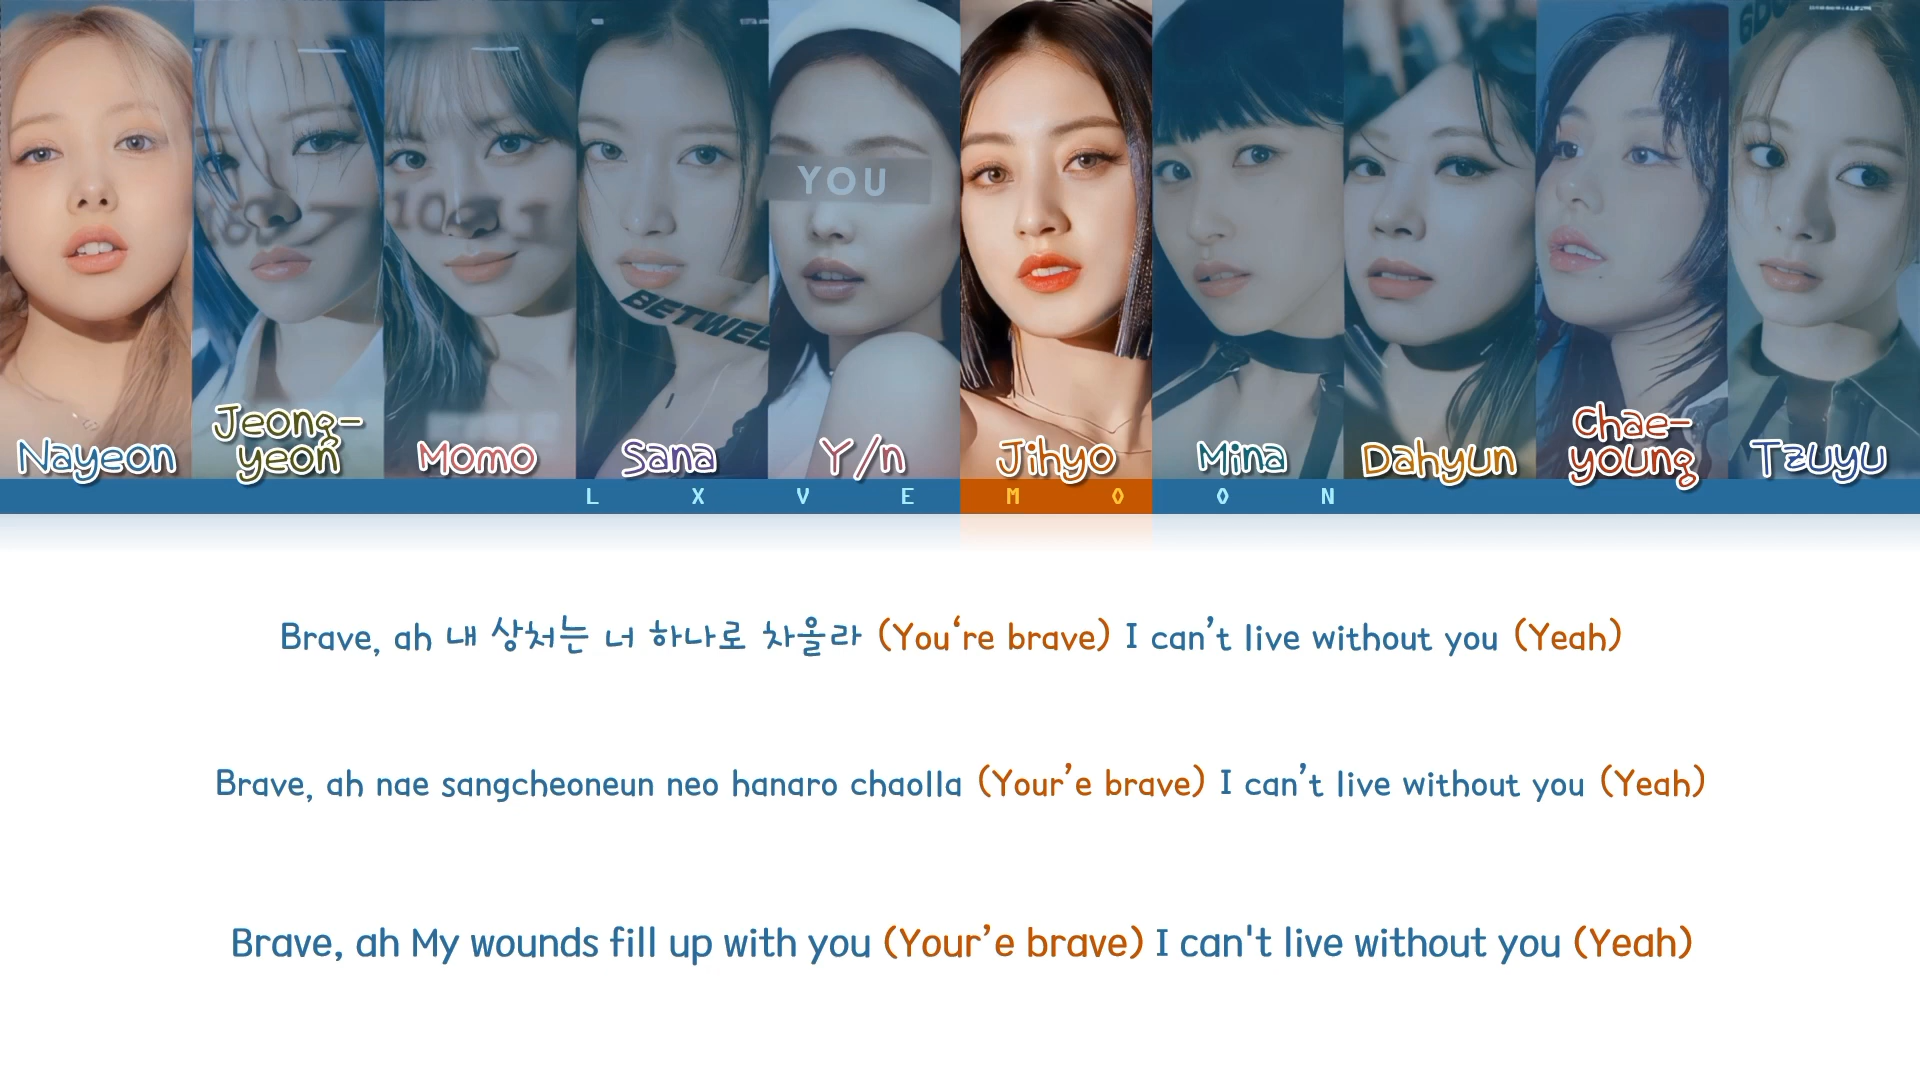 YOU
BETWEE
Nayeon
Jeong-
yeon
Momo
Sana
Y/n
Jihyo
Mina
Dahyun
Chae-
young
Tzuyu
L X V E M O O N
Brave, ah 내 상처는 너 하나로 차올라 (You‘re brave) I can’t live without you (Yeah)
Brave, ah nae sangcheoneun neo hanaro chaolla (Your’e brave) I can’t live without you (Yeah)
Brave, ah My wounds fill up with you (Your’e brave) I can't live without you (Yeah)